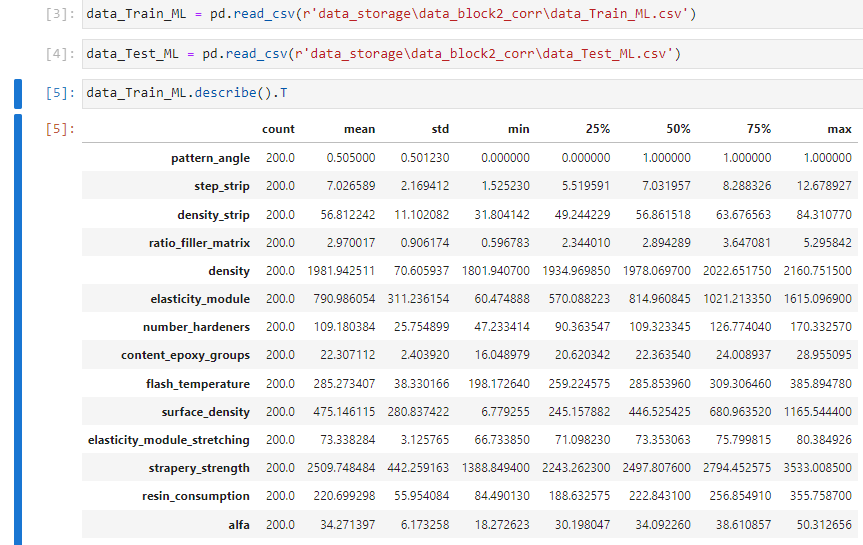 [3]: data_Train_ML = pd.read_csv(r'data_storage\data_block2_corr\data_Train_ML.csv')
[4]: data_Test_ML = pd.read_csv(r'data_storage\data_block2_corr\data_Test_ML.csv')
[5]: data_Train_ML.describe().T
[5]: count mean std min 25% 50% 75% max
pattern_angle 200.0 0.505000 0.501230 0.000000 0.000000 1.000000 1.000000 1.000000
step_strip 200.0 7.026589 2.169412 1.525230 5.519591 7.031957 8.288326 12.678927
density_strip 200.0 56.812242 11.102082 31.804142 49.244229 56.861518 63.676563 84.310770
ratio_filler_matrix 200.0 2.970017 0.906174 0.596783 2.344010 2.894289 3.647081 5.295842
density 200.0 1981.942511 70.605937 1801.940700 1934.969850 1978.069700 2022.651750 2160.751500
elasticity_module 200.0 790.986054 311.236154 60.474888 570.088223 814.960845 1021.213350 1615.096900
number_hardeners 200.0 109.180384 25.754899 47.233414 90.363547 109.323345 126.774040 170.332570
content_epoxy_groups 200.0 22.307112 2.403920 16.048979 20.620342 22.363540 24.008937 28.955095
flash_temperature 200.0 285.273407 38.330166 198.172640 259.224575 285.853960 309.306460 385.894780
surface_density 200.0 475.146115 280.837422 6.779255 245.157882 446.525425 680.963520 1165.544400
elasticity_module_stretching 200.0 73.338284 3.125765 66.733850 71.098230 73.353063 75.799815 80.384926
strapery_strength 200.0 2509.748484 442.259163 1388.849400 2243.262300 2497.807600 2794.452575 3533.008500
resin_consumption 200.0 220.699298 55.954084 84.490130 188.632575 222.843100 256.854910 355.758700
alfa 200.0 34.271397 6.173258 18.272623 30.198047 34.092260 38.610857 50.312656